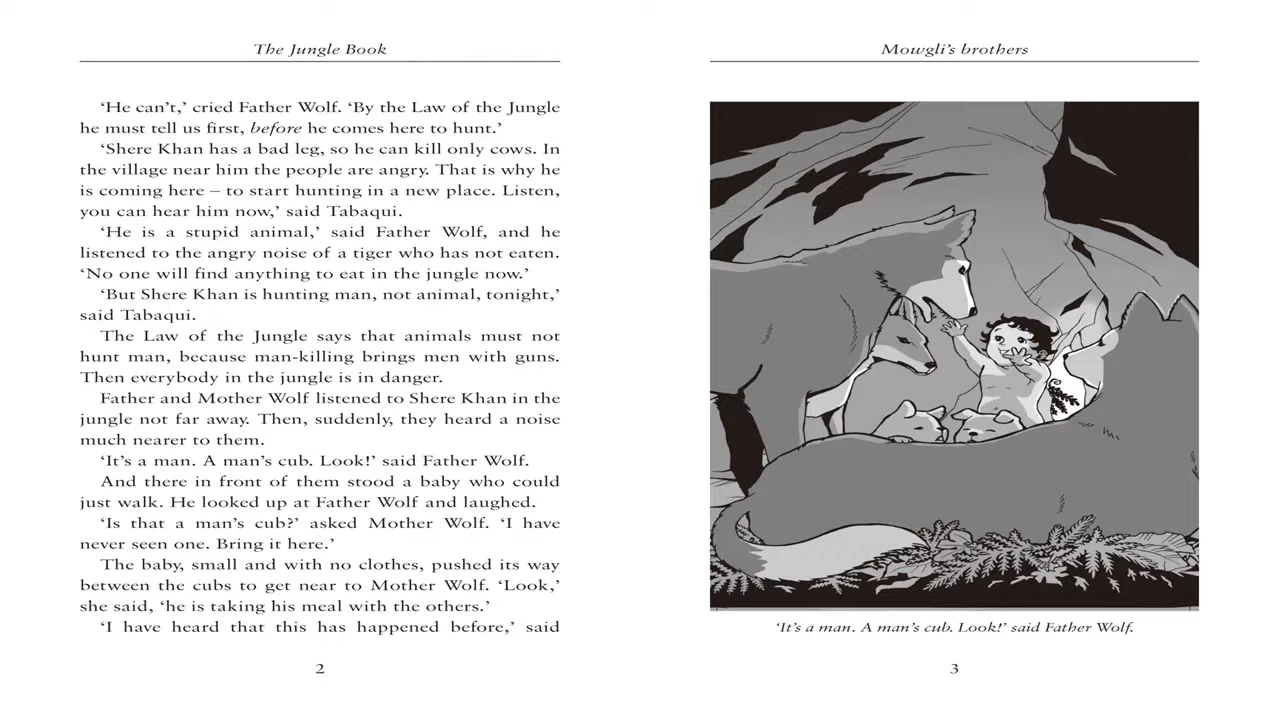 The Jungle Book
‘He can’t,’ cried Father Wolf. ‘By the Law of the Jungle
he must tell us first, before he comes here to hunt.’
‘Shere Khan has a bad leg, so he can kill only cows. In
the village near him the people are angry. That is why he
is coming here – to start hunting in a new place. Listen,
you can hear him now,’ said Tabaqui.
‘He is a stupid animal,’ said Father Wolf, and he
listened to the angry noise of a tiger who has not eaten.
‘No one will find anything to eat in the jungle now.’
‘But Shere Khan is hunting man, not animal, tonight,’
said Tabaqui.
The Law of the Jungle says that animals must not
hunt man, because man-killing brings men with guns.
Then everybody in the jungle is in danger.
Father and Mother Wolf listened to Shere Khan in the
jungle not far away. Then, suddenly, they heard a noise
much nearer to them.
‘It’s a man. A man’s cub. Look!’ said Father Wolf.
And there in front of them stood a baby who could
just walk. He looked up at Father Wolf and laughed.
‘Is that a man’s cub?’ asked Mother Wolf. ‘I have
never seen one. Bring it here.’
The baby, small and with no clothes, pushed its way
between the cubs to get near to Mother Wolf. ‘Look,’
she said, ‘he is taking his meal with the others.’
‘I have heard that this has happened before,’ said
2
Mowgli’s brothers
‘It’s a man. A man’s cub. Look!’ said Father Wolf.
3